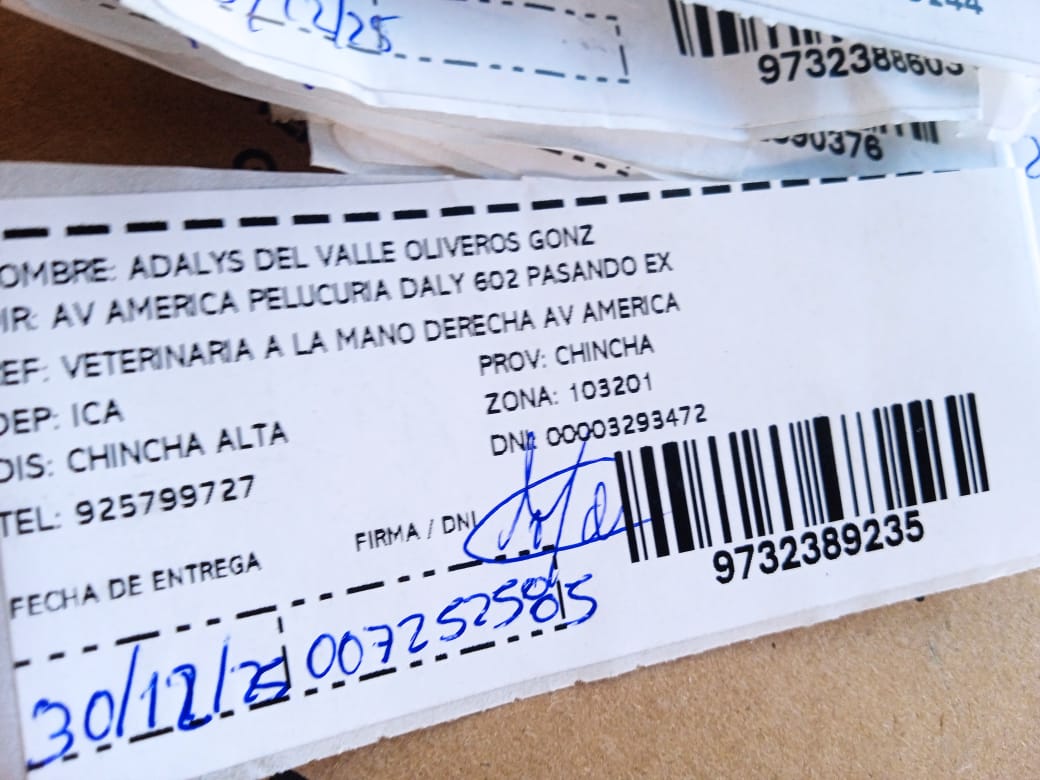 /12/25
9732388603
90376
OMBRE: ADALYS DEL VALLE OLIVEROS GONZ
IR: AV AMERICA PELUCURIA DALY 602 PASANDO EX
EF: VETERINARIA A LA MANO DERECHA AV AMERICA
DEP: ICA
PROV: CHINCHA
DIS: CHINCHA ALTA
ZONA: 103201
TEL: 925799727
DNI: 00003293472
FECHA DE ENTREGA
FIRMA / DNI
9732389235
30/12/25